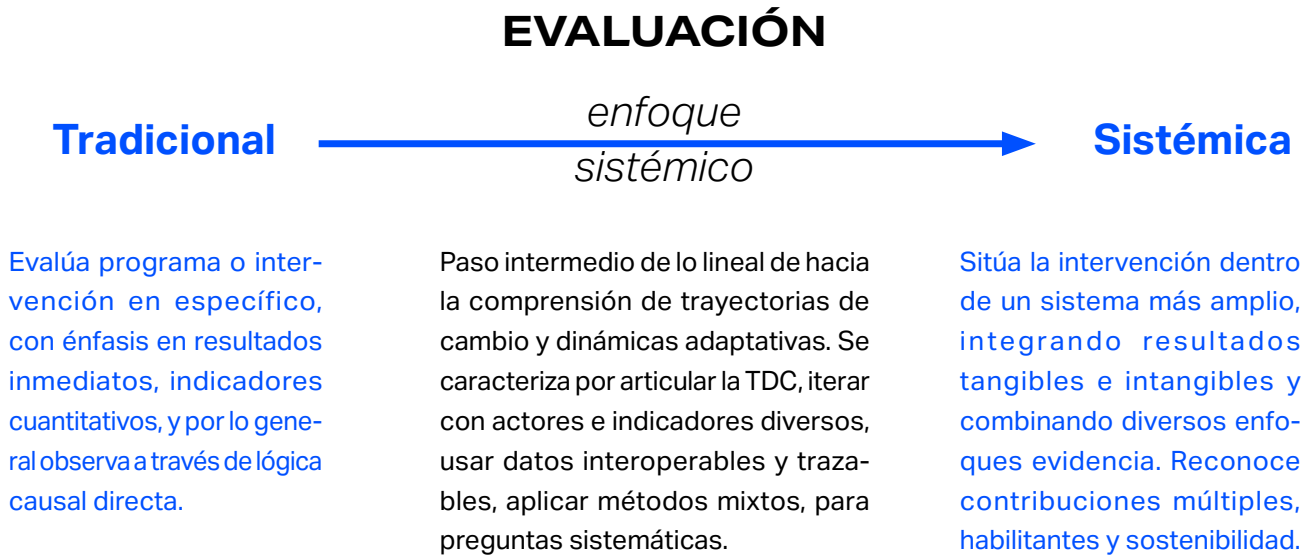 EVALUACIÓN
Tradicional
enfoque
sistémico
Sistémica
Evalúa programa o inter-
vención en específico,
con énfasis en resultados
inmediatos, indicadores
cuantitativos, y por lo gene-
ral observa a través de lógica
causal directa.
Paso intermedio de lo lineal de hacia
la comprensión de trayectorias de
cambio y dinámicas adaptativas. Se
caracteriza por articular la TDC, iterar
con actores e indicadores diversos,
usar datos interoperables y traza-
bles, aplicar métodos mixtos, para
preguntas sistemáticas.
Sitúa la intervención dentro
de un sistema más amplio,
integrando resultados
tangibles e intangibles y
combinando diversos enfo-
ques evidencia. Reconoce
contribuciones múltiples,
habilitantes y sostenibilidad.